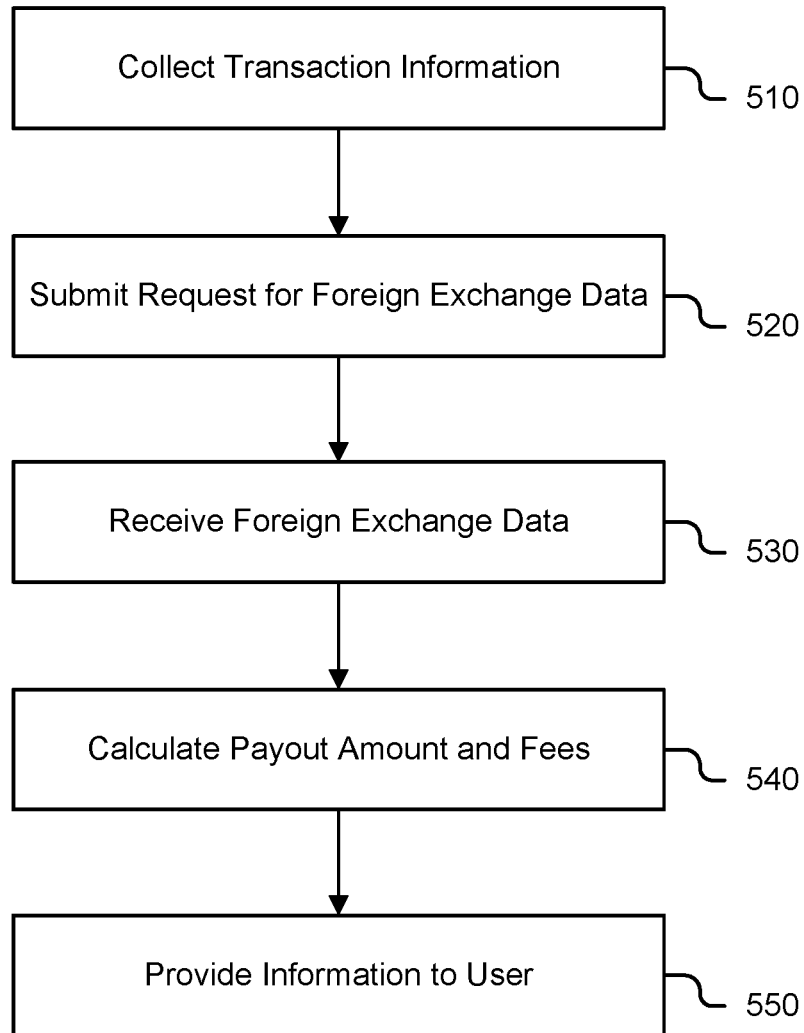 Collect Transaction Information
510
Submit Request for Foreign Exchange Data
520
Receive Foreign Exchange Data
530
Calculate Payout Amount and Fees
540
Provide Information to User
550